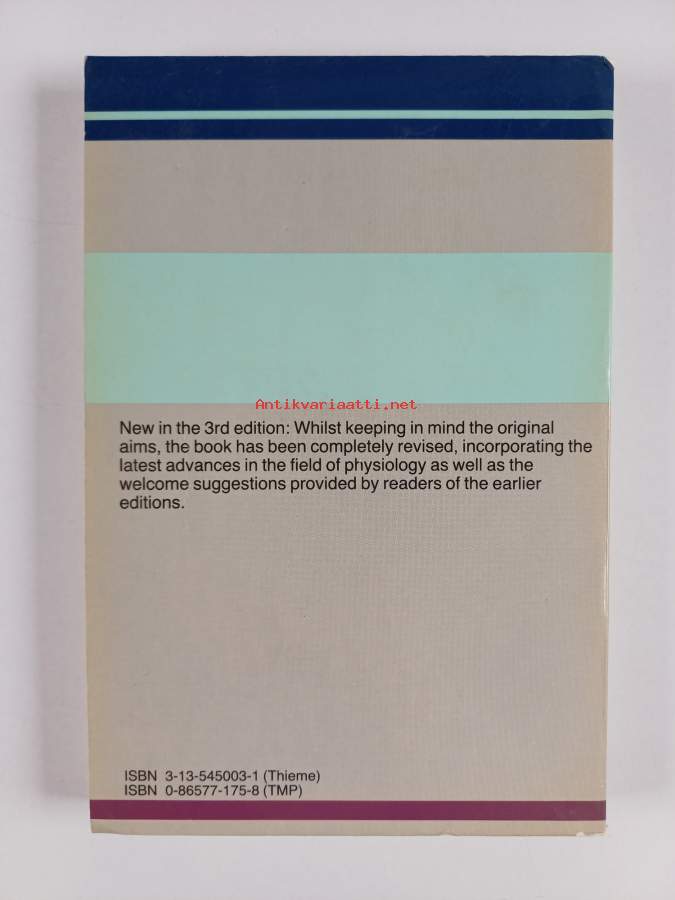 Antikvariaatti.net
New in the 3rd edition: Whilst keeping in mind the original
aims, the book has been completely revised, incorporating the
latest advances in the field of physiology as well as the
welcome suggestions provided by readers of the earlier
editions.
ISBN 3-13-545003-1 (Thieme)
ISBN 0-86577-175-8 (TMP)